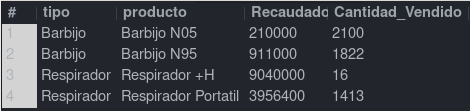 # tipo producto Recaudado Cantidad_Vendido
1 Barbijo Barbijo N05 210000 2100
2 Barbijo Barbijo N95 911000 1822
3 Respirador Respirador +H 9040000 16
4 Respirador Respirador Portatil 3956400 1413